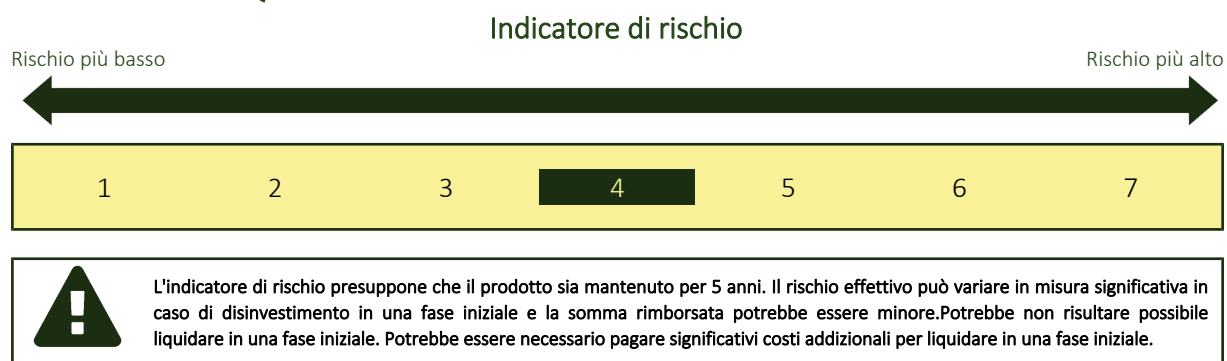 Indicatore di rischio
Rischio più basso
Rischio più alto
1 2 3 4 5 6 7
L'indicatore di rischio presuppone che il prodotto sia mantenuto per 5 anni. Il rischio effettivo può variare in misura significativa in
caso di disinvestimento in una fase iniziale e la somma rimborsata potrebbe essere minore.Potrebbe non risultare possibile
liquidare in una fase iniziale. Potrebbe essere necessario pagare significativi costi addizionali per liquidare in una fase iniziale.